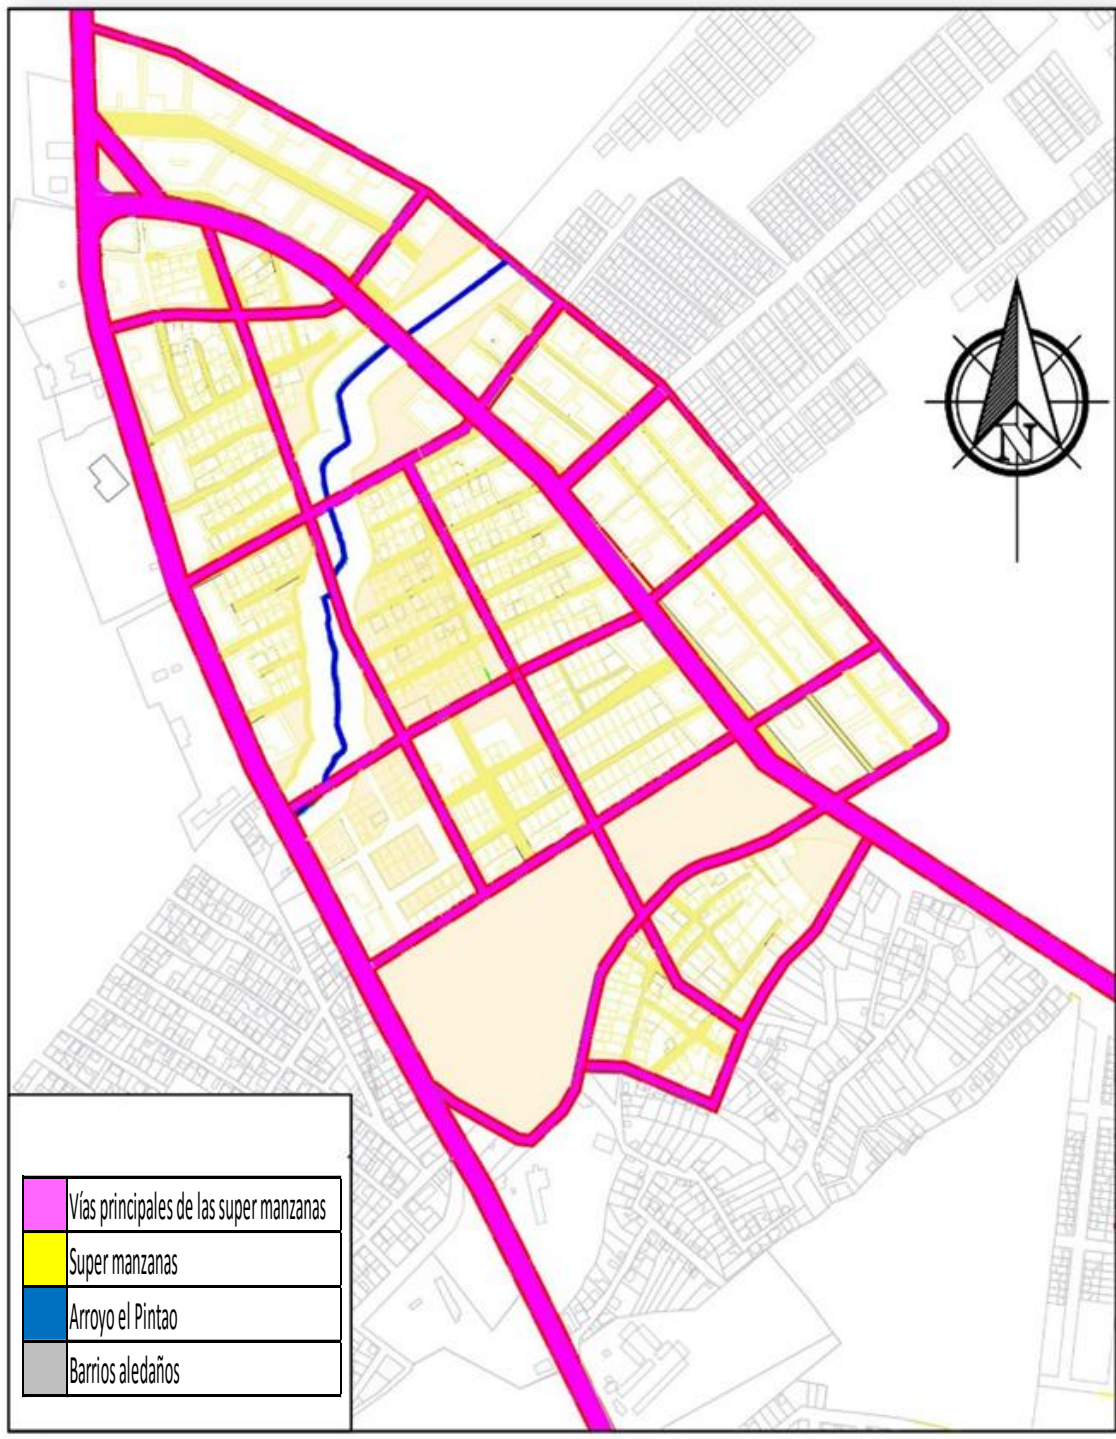 N
Vías principales de las super manzanas
Super manzanas
Arroyo el Pintao
Barrios aledaños